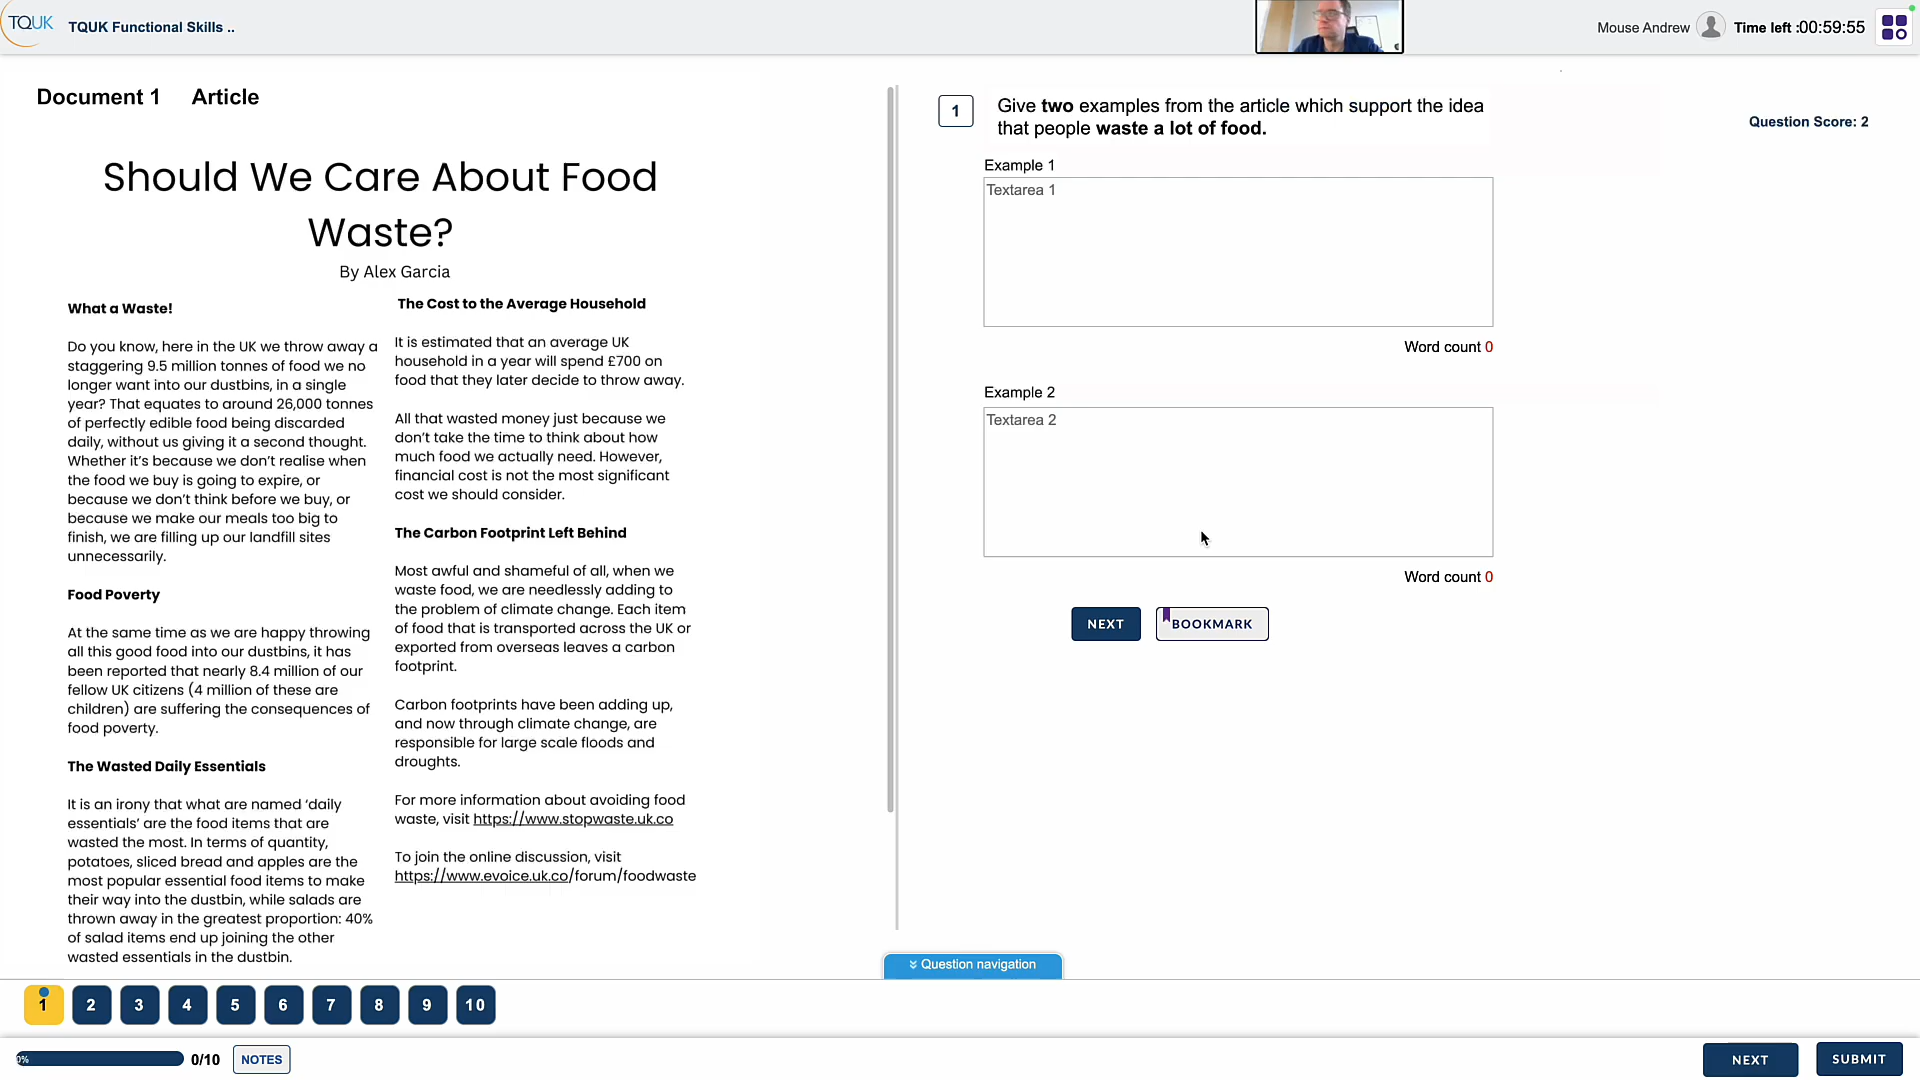 TQUK
TQUK Functional Skills ..
Mouse Andrew
Time left :00:59:55
Document 1 Article
Should We Care About Food
Waste?
By Alex Garcia
What a Waste!
Do you know, here in the UK we throw away a
staggering 9.5 million tonnes of food we no
longer want into our dustbins, in a single
year? That equates to around 26,000 tonnes
of perfectly edible food being discarded
daily, without us giving it a second thought.
Whether it’s because we don’t realise when
the food we buy is going to expire, or
because we don’t think before we buy, or
because we make our meals too big to
finish, we are filling up our landfill sites
unnecessarily.
Food Poverty
At the same time as we are happy throwing
all this good food into our dustbins, it has
been reported that nearly 8.4 million of our
fellow UK citizens (4 million of these are
children) are suffering the consequences of
food poverty.
The Wasted Daily Essentials
It is an irony that what are named ‘daily
essentials’ are the food items that are
wasted the most. In terms of quantity,
potatoes, sliced bread and apples are the
most popular essential food items to make
their way into the dustbin, while salads are
thrown away in the greatest proportion: 40%
of salad items end up joining the other
wasted essentials in the dustbin.
The Cost to the Average Household
It is estimated that an average UK
household in a year will spend £700 on
food that they later decide to throw away.
All that wasted money just because we
don’t take the time to think about how
much food we actually need. However,
financial cost is not the most significant
cost we should consider.
The Carbon Footprint Left Behind
Most awful and shameful of all, when we
waste food, we are needlessly adding to
the problem of climate change. Each item
of food that is transported across the UK or
exported from overseas leaves a carbon
footprint.
Carbon footprints have been adding up,
and now through climate change, are
responsible for large scale floods and
droughts.
For more information about avoiding food
waste, visit https://www.stopwaste.uk.co
To join the online discussion, visit
https://www.evoice.uk.co/forum/foodwaste
1
Give two examples from the article which support the idea
that people waste a lot of food.
Question Score: 2
Example 1
Textarea 1
Word count 0
Example 2
Textarea 2
Word count 0
NEXT
BOOKMARK
Question navigation
1 2 3 4 5 6 7 8 9 10
0%
0/10
NOTES
NEXT
SUBMIT